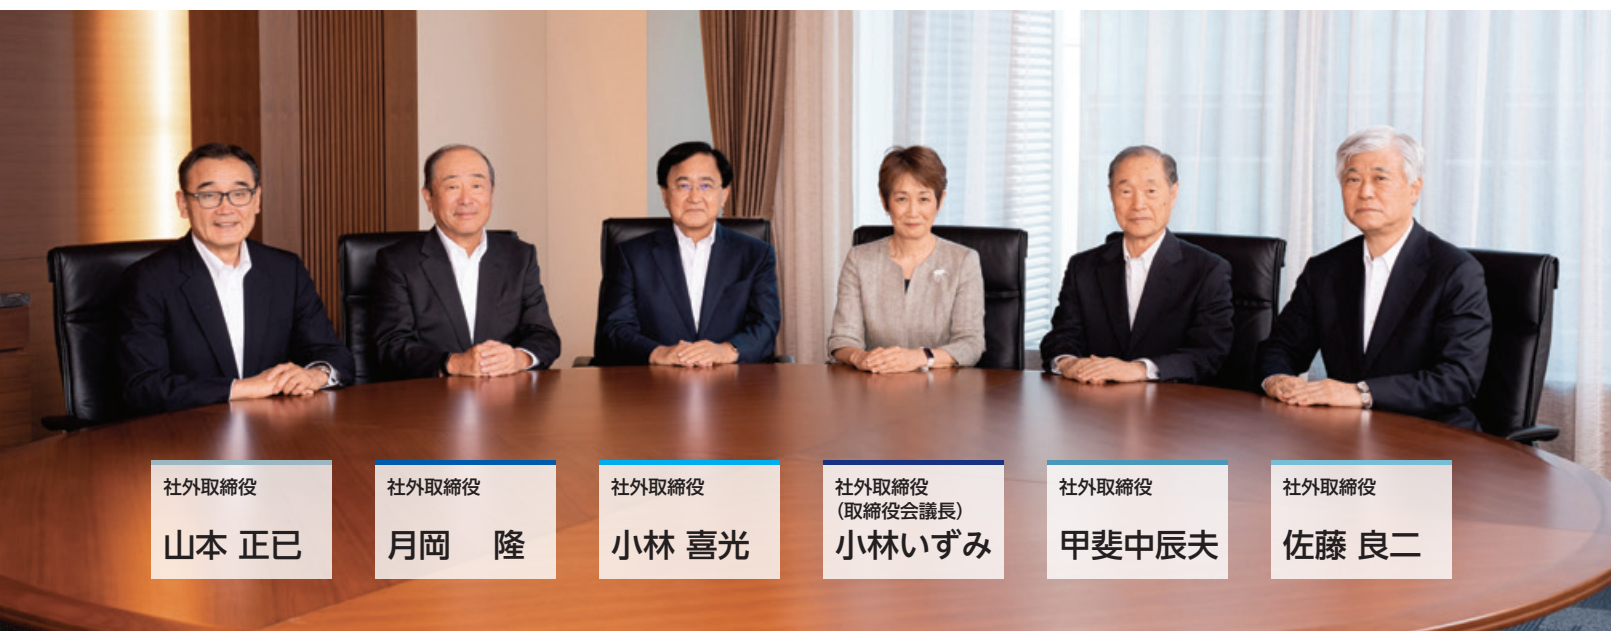 社外取締役
山本 正已
社外取締役
月岡　隆
社外取締役
小林 喜光
社外取締役
（取締役会議長）
小林いずみ
社外取締役
甲斐中辰夫
社外取締役
佐藤 良二